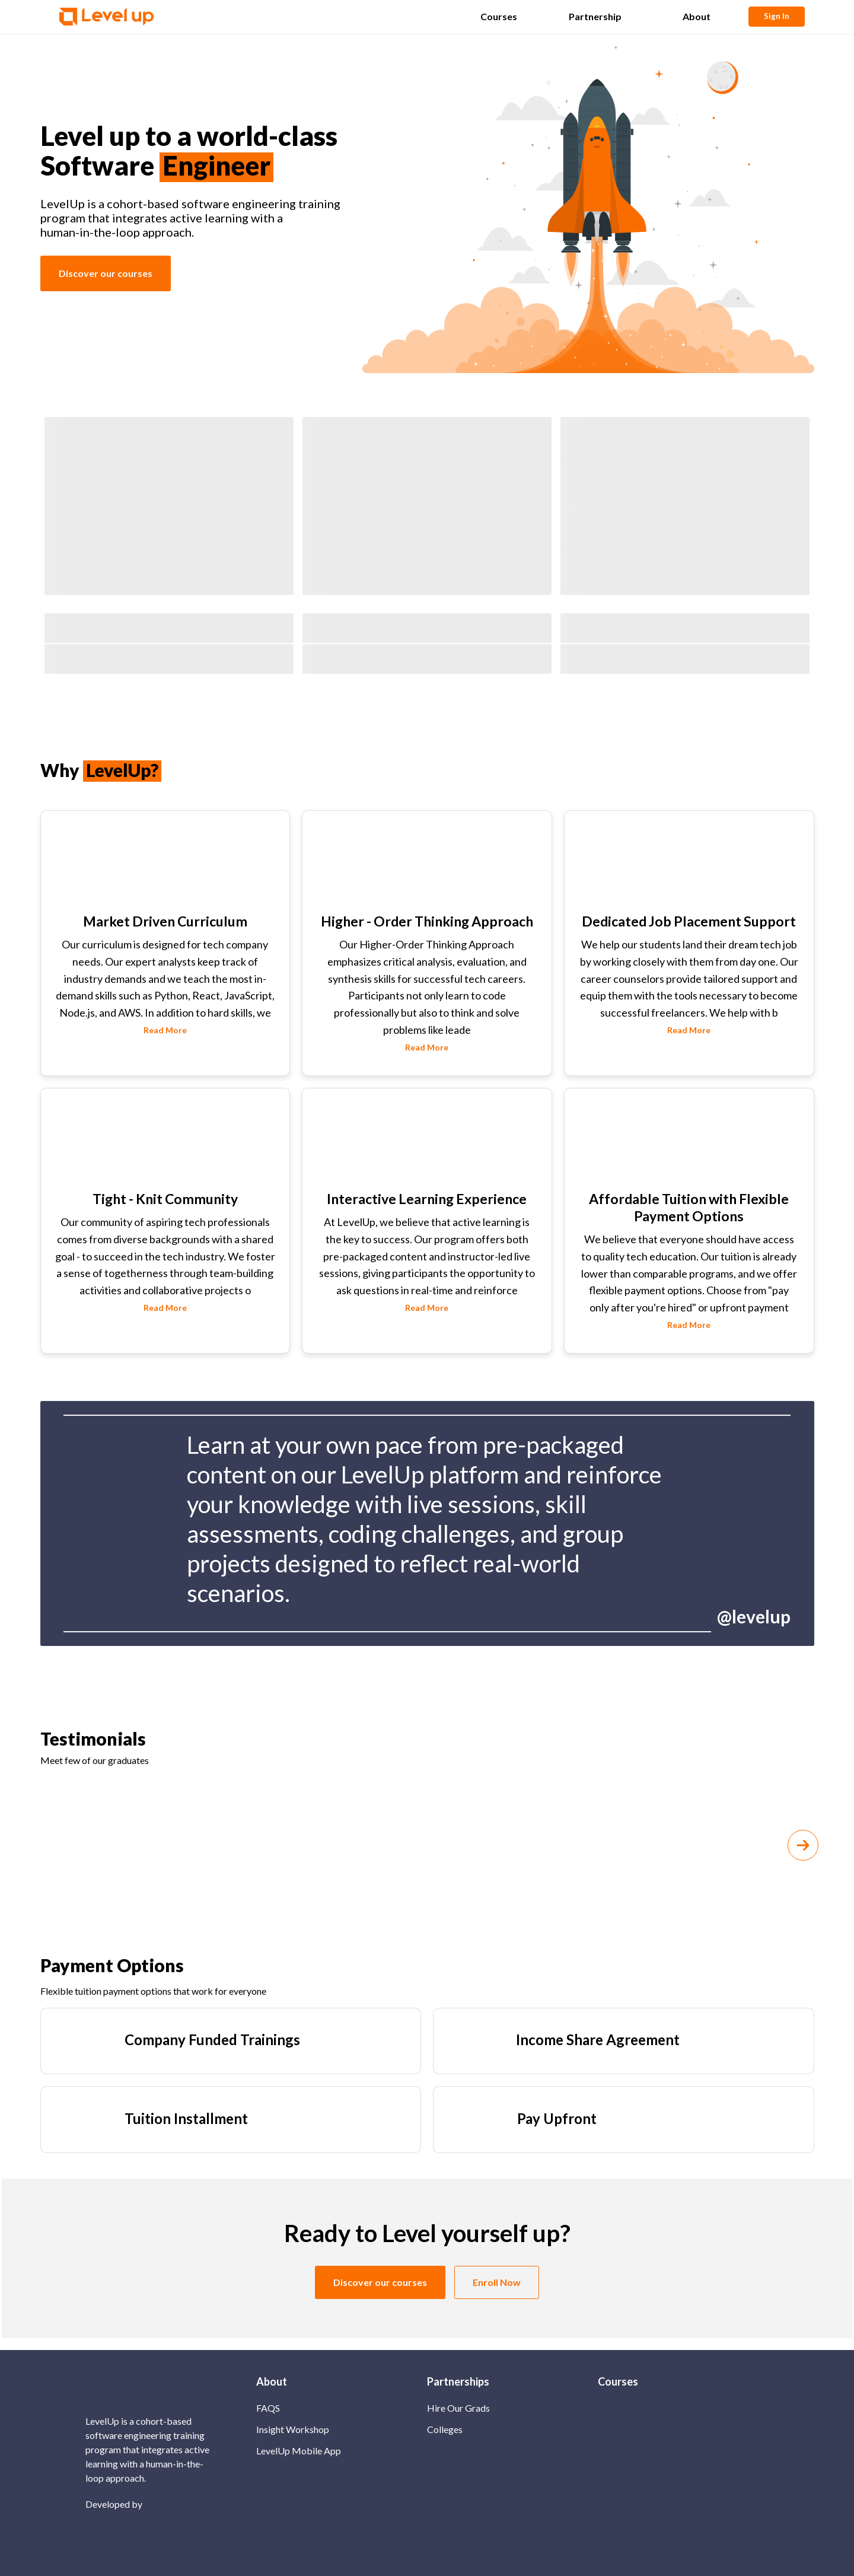 Level up
Courses
Partnership
About
Sign In
Level up to a world-class
Software Engineer
LevelUp is a cohort-based software engineering training
program that integrates active learning with a
human-in-the-loop approach.
Discover our courses
Why LevelUp?
Market Driven Curriculum
Our curriculum is designed for tech company
needs. Our expert analysts keep track of
industry demands and we teach the most in-
demand skills such as Python, React, JavaScript,
Node.js, and AWS. In addition to hard skills, we
Read More
Higher - Order Thinking Approach
Our Higher-Order Thinking Approach
emphasizes critical analysis, evaluation, and
synthesis skills for successful tech careers.
Participants not only learn to code
professionally but also to think and solve
problems like leade
Read More
Dedicated Job Placement Support
We help our students land their dream tech job
by working closely with them from day one. Our
career counselors provide tailored support and
equip them with the tools necessary to become
successful freelancers. We help with b
Read More
Tight - Knit Community
Our community of aspiring tech professionals
comes from diverse backgrounds with a shared
goal - to succeed in the tech industry. We foster
a sense of togetherness through team-building
activities and collaborative projects o
Read More
Interactive Learning Experience
At LevelUp, we believe that active learning is
the key to success. Our program offers both
pre-packaged content and instructor-led live
sessions, giving participants the opportunity to
ask questions in real-time and reinforce
Read More
Affordable Tuition with Flexible
Payment Options
We believe that everyone should have access
to quality tech education. Our tuition is already
lower than comparable programs, and we offer
flexible payment options. Choose from "pay
only after you're hired" or upfront payment
Read More
Learn at your own pace from pre-packaged
content on our LevelUp platform and reinforce
your knowledge with live sessions, skill
assessments, coding challenges, and group
projects designed to reflect real-world
scenarios.
@levelup
Testimonials
Meet few of our graduates
Payment Options
Flexible tuition payment options that work for everyone
Company Funded Trainings
Income Share Agreement
Tuition Installment
Pay Upfront
Ready to Level yourself up?
Discover our courses
Enroll Now
LevelUp is a cohort-based
software engineering training
program that integrates active
learning with a human-in-the-
loop approach.
Developed by
About
FAQS
Insight Workshop
LevelUp Mobile App
Partnerships
Hire Our Grads
Colleges
Courses